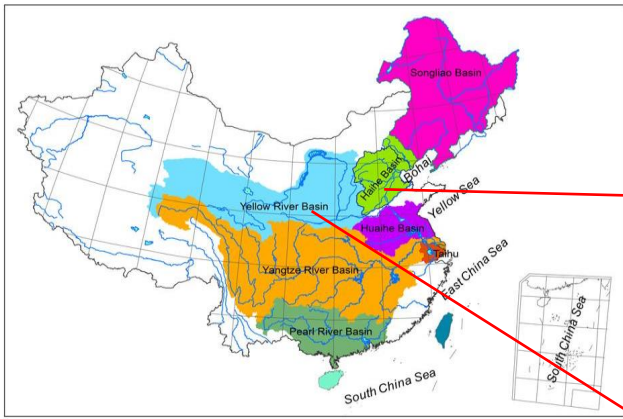 Songliao Basin
Haihe Basin
Bohai
Yellow Sea
Yellow River Basin
Huaihe Basin
Taihu
East China Sea
Yangtze River Basin
Pearl River Basin
South China Sea
South China Sea